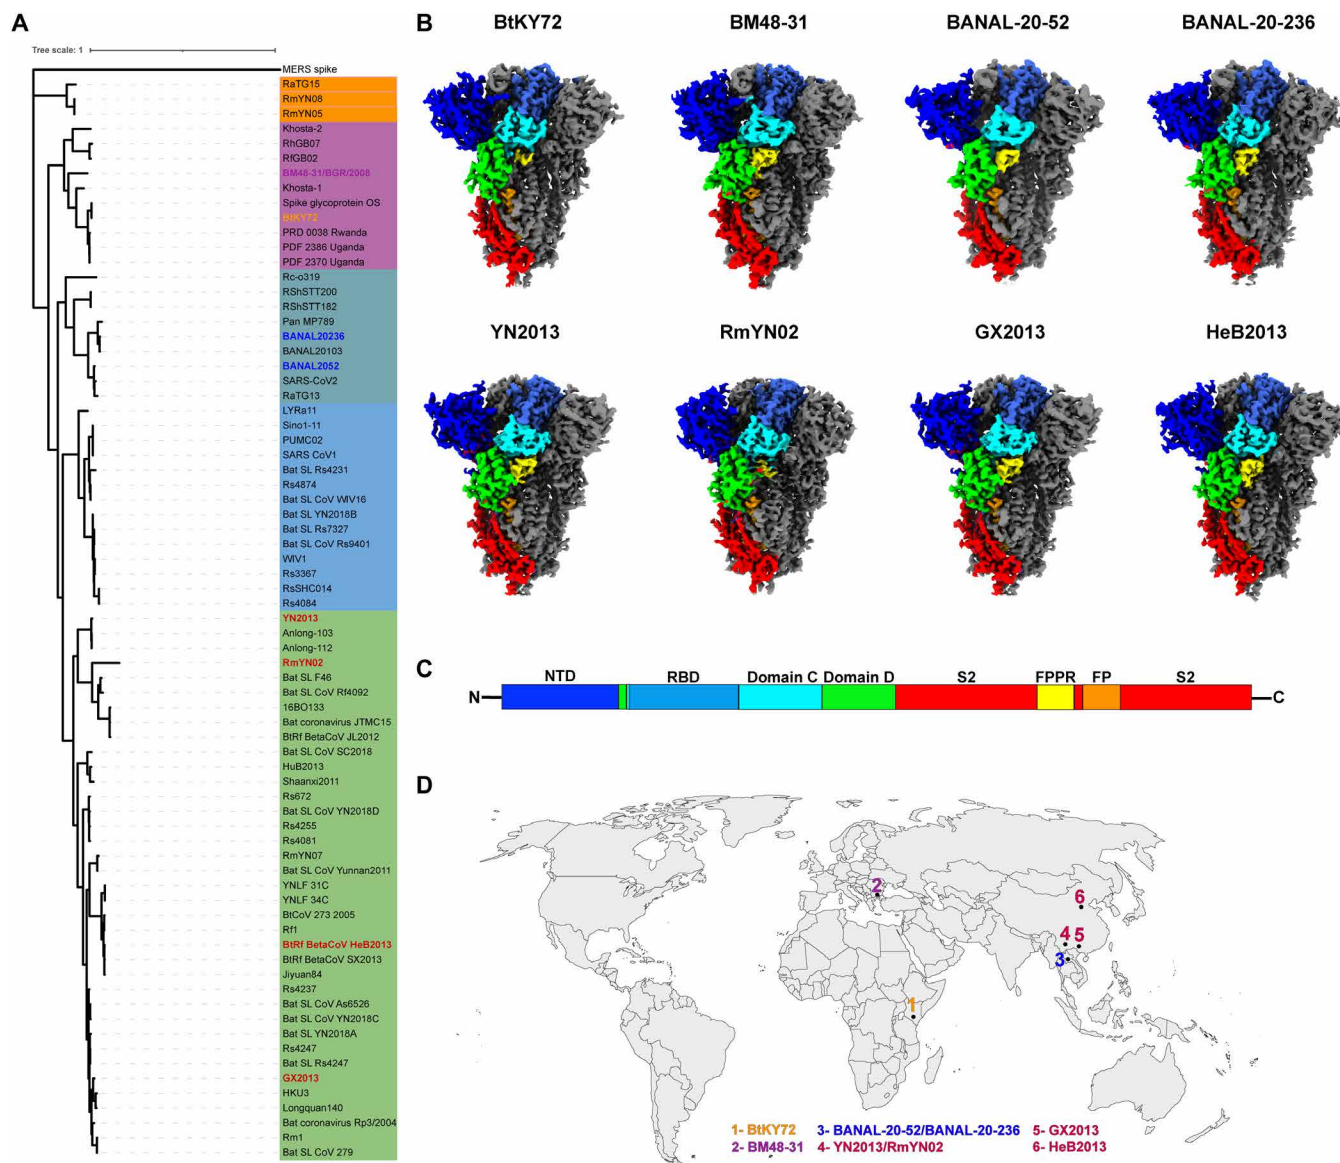 A
Tree scale: 1
MERS spike
RaTG15
RmYN08
RmYN05
Khosta-2
RhGB07
RfGB02
BM48-31/BGR/2008
Khosta-1
Spike glycoprotein OS
BtKY72
PRD 0038 Rwanda
PDF 2386 Uganda
PDF 2370 Uganda
Rc-o319
RShSTT200
RShSTT182
Pan MP789
BANAL20236
BANAL20103
BANAL2052
SARS-CoV2
RaTG13
LYRa11
Sino1-11
PUMC02
SARS CoV1
Bat SL Rs4231
Rs4874
Bat SL CoV WIV16
Bat SL YN2018B
Bat SL Rs7327
Bat SL CoV Rs9401
WIV1
Rs3367
RsSHC014
Rs4084
YN2013
Anlong-103
Anlong-112
RmYN02
Bat SL F46
Bat SL CoV Rf4092
16BO133
Bat coronavirus JTMC15
BtRf BetaCoV JL2012
Bat SL CoV SC2018
HuB2013
Shaanxi2011
Rs672
Bat SL CoV YN2018D
Rs4255
Rs4081
RmYN07
Bat SL CoV Yunnan2011
YNLF 31C
YNLF 34C
BtCoV 273 2005
Rf1
BtRf BetaCoV HeB2013
BtRf BetaCoV SX2013
Jiyuan84
Rs4237
Bat SL CoV As6526
Bat SL CoV YN2018C
Bat SL YN2018A
Rs4247
Bat SL Rs4247
GX2013
HKU3
Longquan140
Bat coronavirus Rp3/2004
Rm1
Bat SL CoV 279
B
BtKY72 BM48-31 BANAL-20-52 BANAL-20-236
YN2013 RmYN02 GX2013 HeB2013
C
NTD RBD Domain C Domain D S2 FPPR FP S2
N C
D
2
6
4 5
3
1
1- BtKY72 3- BANAL-20-52/BANAL-20-236 5- GX2013
2- BM48-31 4- YN2013/RmYN02 6- HeB2013